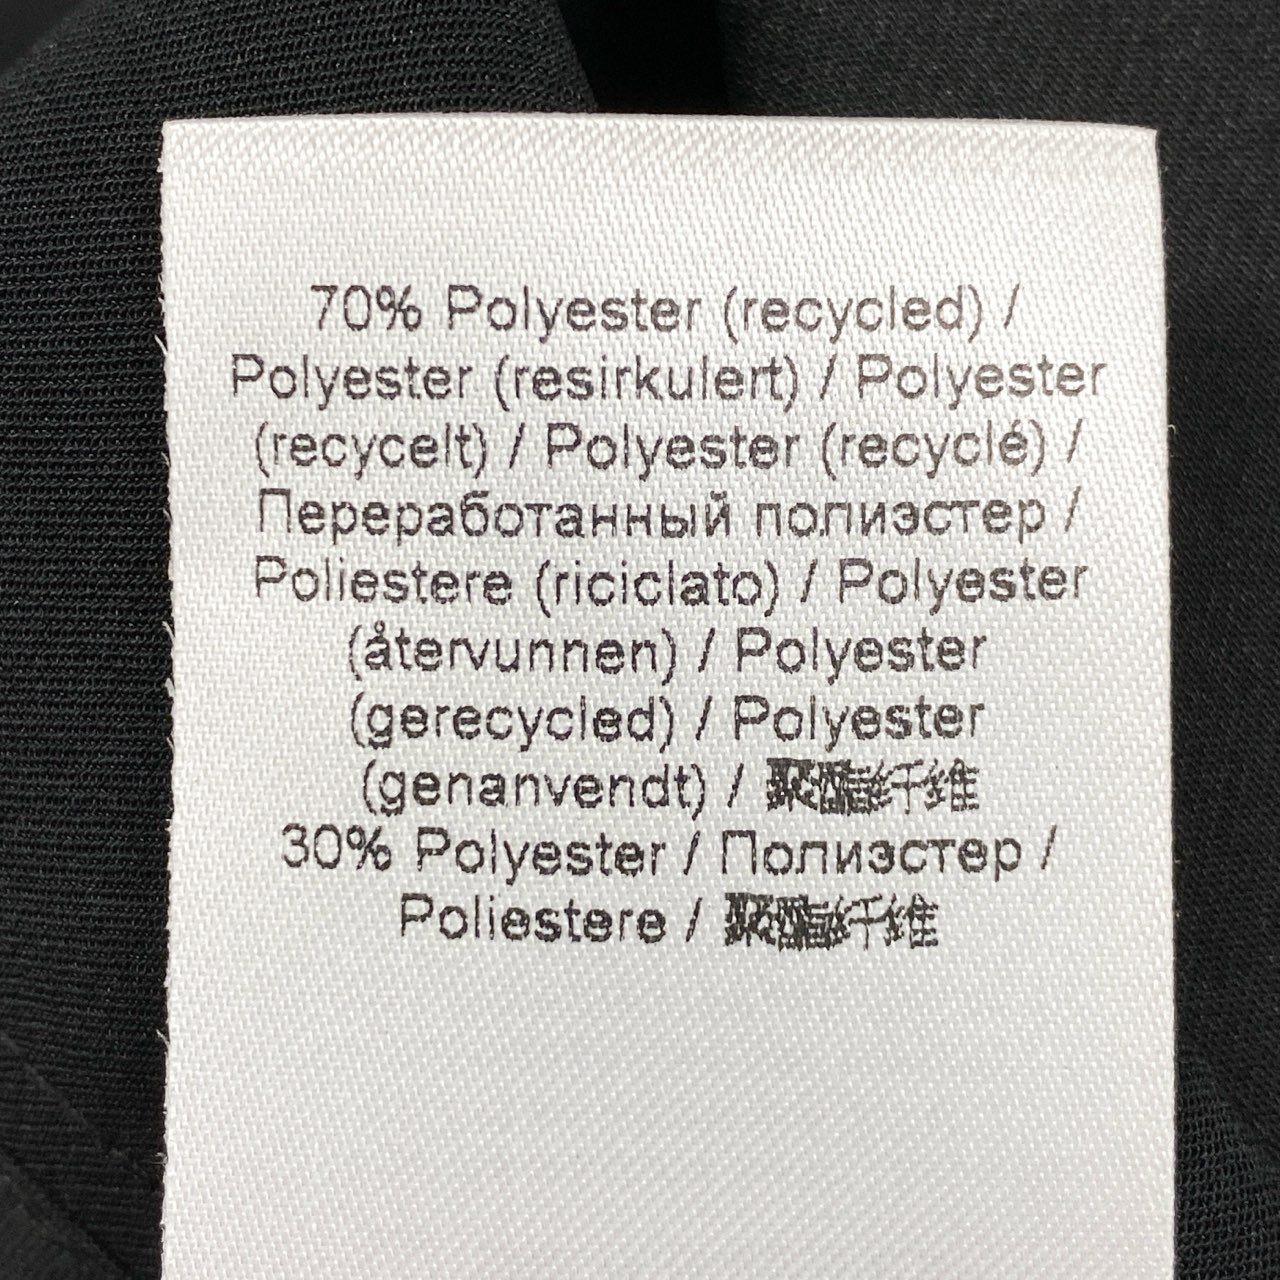 70% Polyester (recycled) /
Polyester (resirkulert) / Polyester
(recycelt) / Polyester (recyclé) /
Переработанный полиэстер /
Poliestere (riciclato) / Polyester
(återvunnen) / Polyester
(gerecycled) / Polyester
(genanvendt) / 聚酯纤维
30% Polyester / Полиэстер /
Poliestere / 聚酯纤维